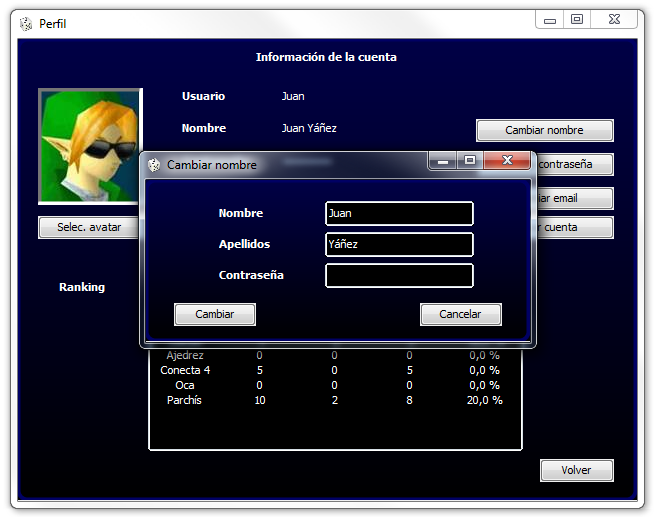 Perfil
Información de la cuenta
Usuario Juan
Nombre Juan Yáñez
Cambiar nombre
contraseña
email
cuenta
Selec. avatar
Ranking
Cambiar nombre
Nombre Juan
Apellidos Yáñez
Contraseña
Cambiar Cancelar
Ajedrez 0 0 0 0,0 %
Conecta 4 5 0 5 0,0 %
Oca 0 0 0 0,0 %
Parchís 10 2 8 20,0 %
Volver